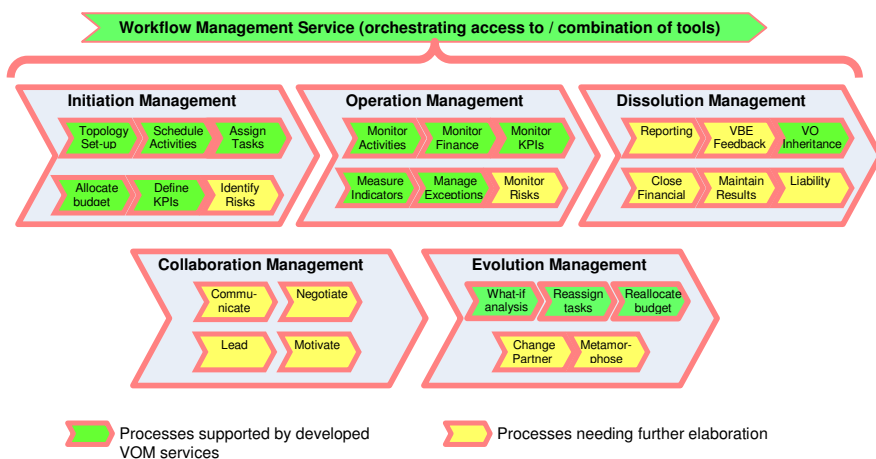 Workflow Management Service (orchestrating access to / combination of tools)
Initiation Management
Topology
Set-up
Schedule
Activities
Assign
Tasks
Allocate
budget
Define
KPIs
Identify
Risks
Operation Management
Monitor
Activities
Monitor
Finance
Monitor
KPIs
Measure
Indicators
Manage
Exceptions
Monitor
Risks
Dissolution Management
Reporting
VBE
Feedback
VO
Inheritance
Close
Financial
Maintain
Results
Liability
Collaboration Management
Commu-
nicate
Negotiate
Lead
Motivate
Evolution Management
What-if
analysis
Reassign
tasks
Reallocate
budget
Change
Partner
Metamor-
phose
Processes supported by developed
VOM services
Processes needing further elaboration